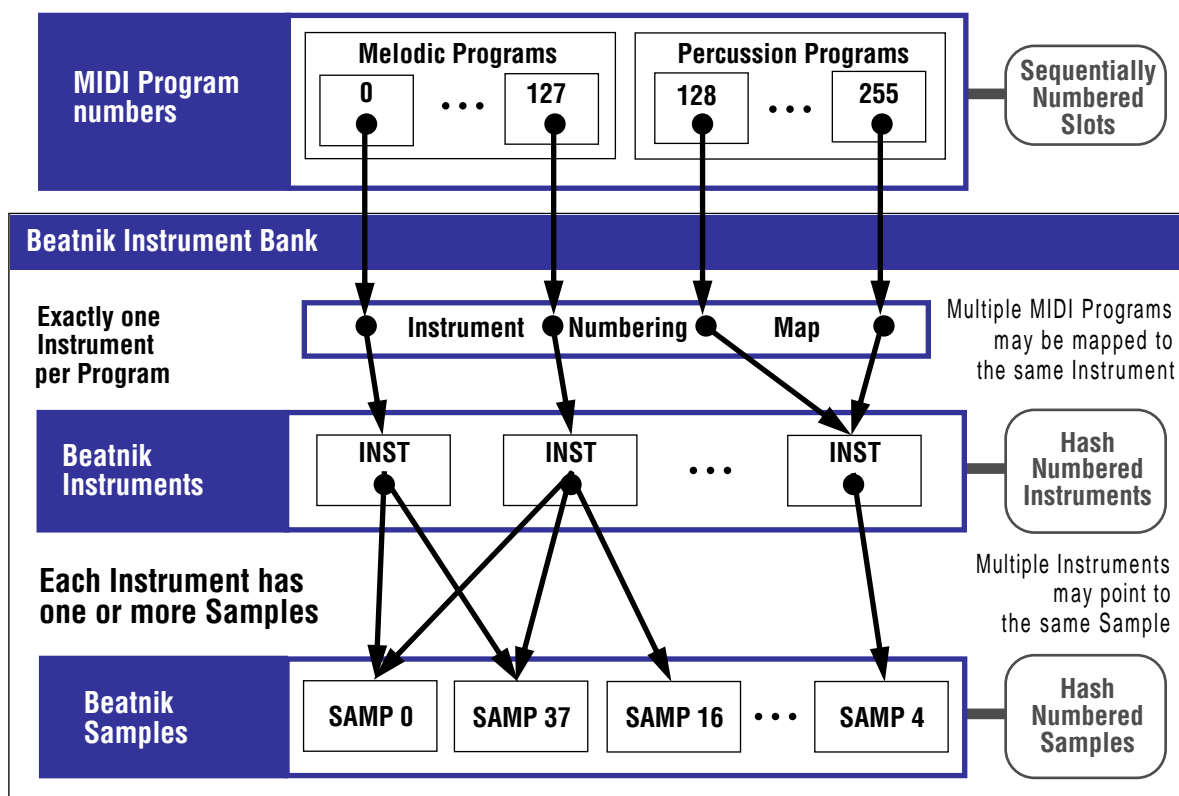 MIDI Program
numbers
Melodic Programs
0 • • • 127
Percussion Programs
128 • • • 255
Sequentially
Numbered
Slots
Beatnik Instrument Bank
Exactly one
Instrument
per Program
Instrument Numbering Map
Multiple MIDI Programs
may be mapped to
the same Instrument
Beatnik
Instruments
INST INST • • • INST
Hash
Numbered
Instruments
Each Instrument has
one or more Samples
Multiple Instruments
may point to
the same Sample
Beatnik
Samples
SAMP 0 SAMP 37 SAMP 16 • • • SAMP 4
Hash
Numbered
Samples